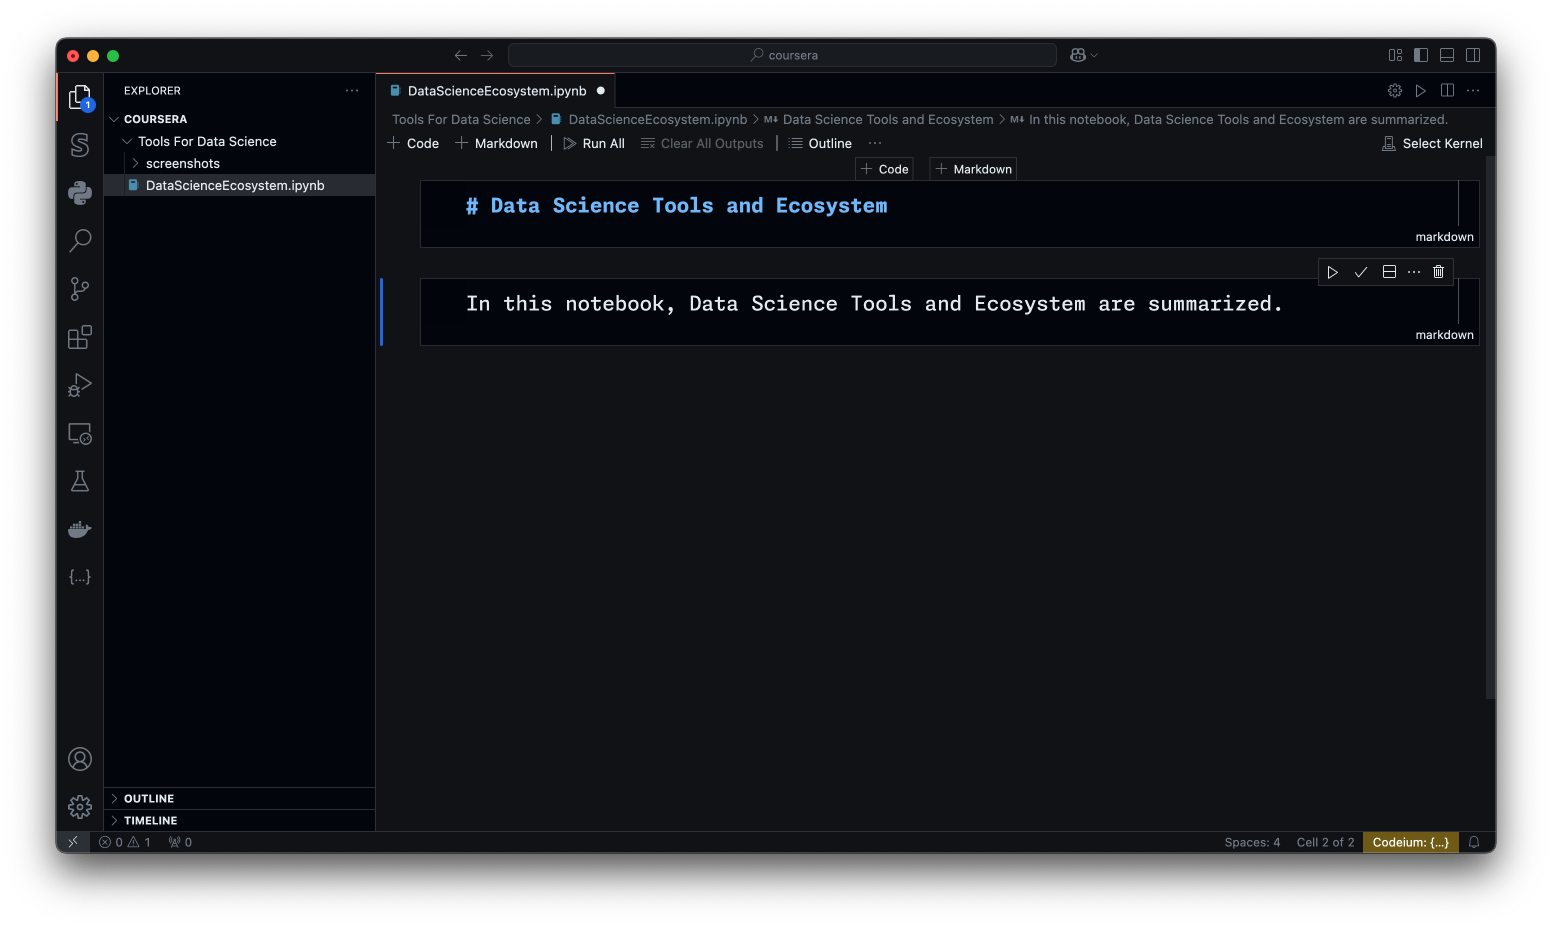 coursera
EXPLORER
1
COURSERA
Tools For Data Science
screenshots
DataScienceEcosystem.ipynb
OUTLINE
TIMELINE
DataScienceEcosystem.ipynb
Tools For Data Science > DataScienceEcosystem.ipynb > M↓ Data Science Tools and Ecosystem > M↓ In this notebook, Data Science Tools and Ecosystem are summarized.
+ Code + Markdown | Run All Clear All Outputs | Outline ... Select Kernel
+ Code + Markdown
# Data Science Tools and Ecosystem
markdown
In this notebook, Data Science Tools and Ecosystem are summarized.
markdown
0 1 0 Spaces: 4 Cell 2 of 2 Codeium: {...}